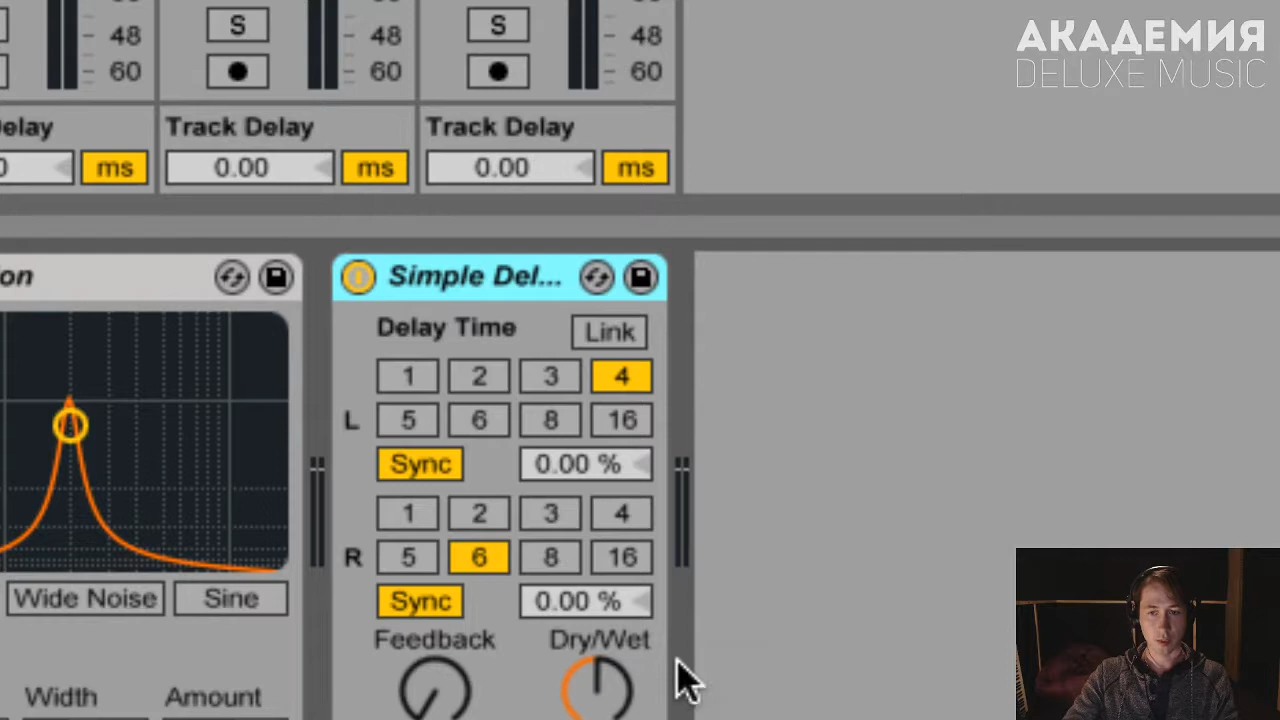 АКАДЕМИЯ
DELUXE MUSIC
S
48
60
S
48
60
S
48
60
elay
Track Delay
Track Delay
0
ms
0.00
ms
0.00
ms
on
Simple Del...
Delay Time
Link
1
2
3
4
L
5
6
8
16
Sync
0.00 %
1
2
3
4
R
5
6
8
16
Sync
0.00 %
Feedback
Dry/Wet
Wide Noise
Sine
Width
Amount